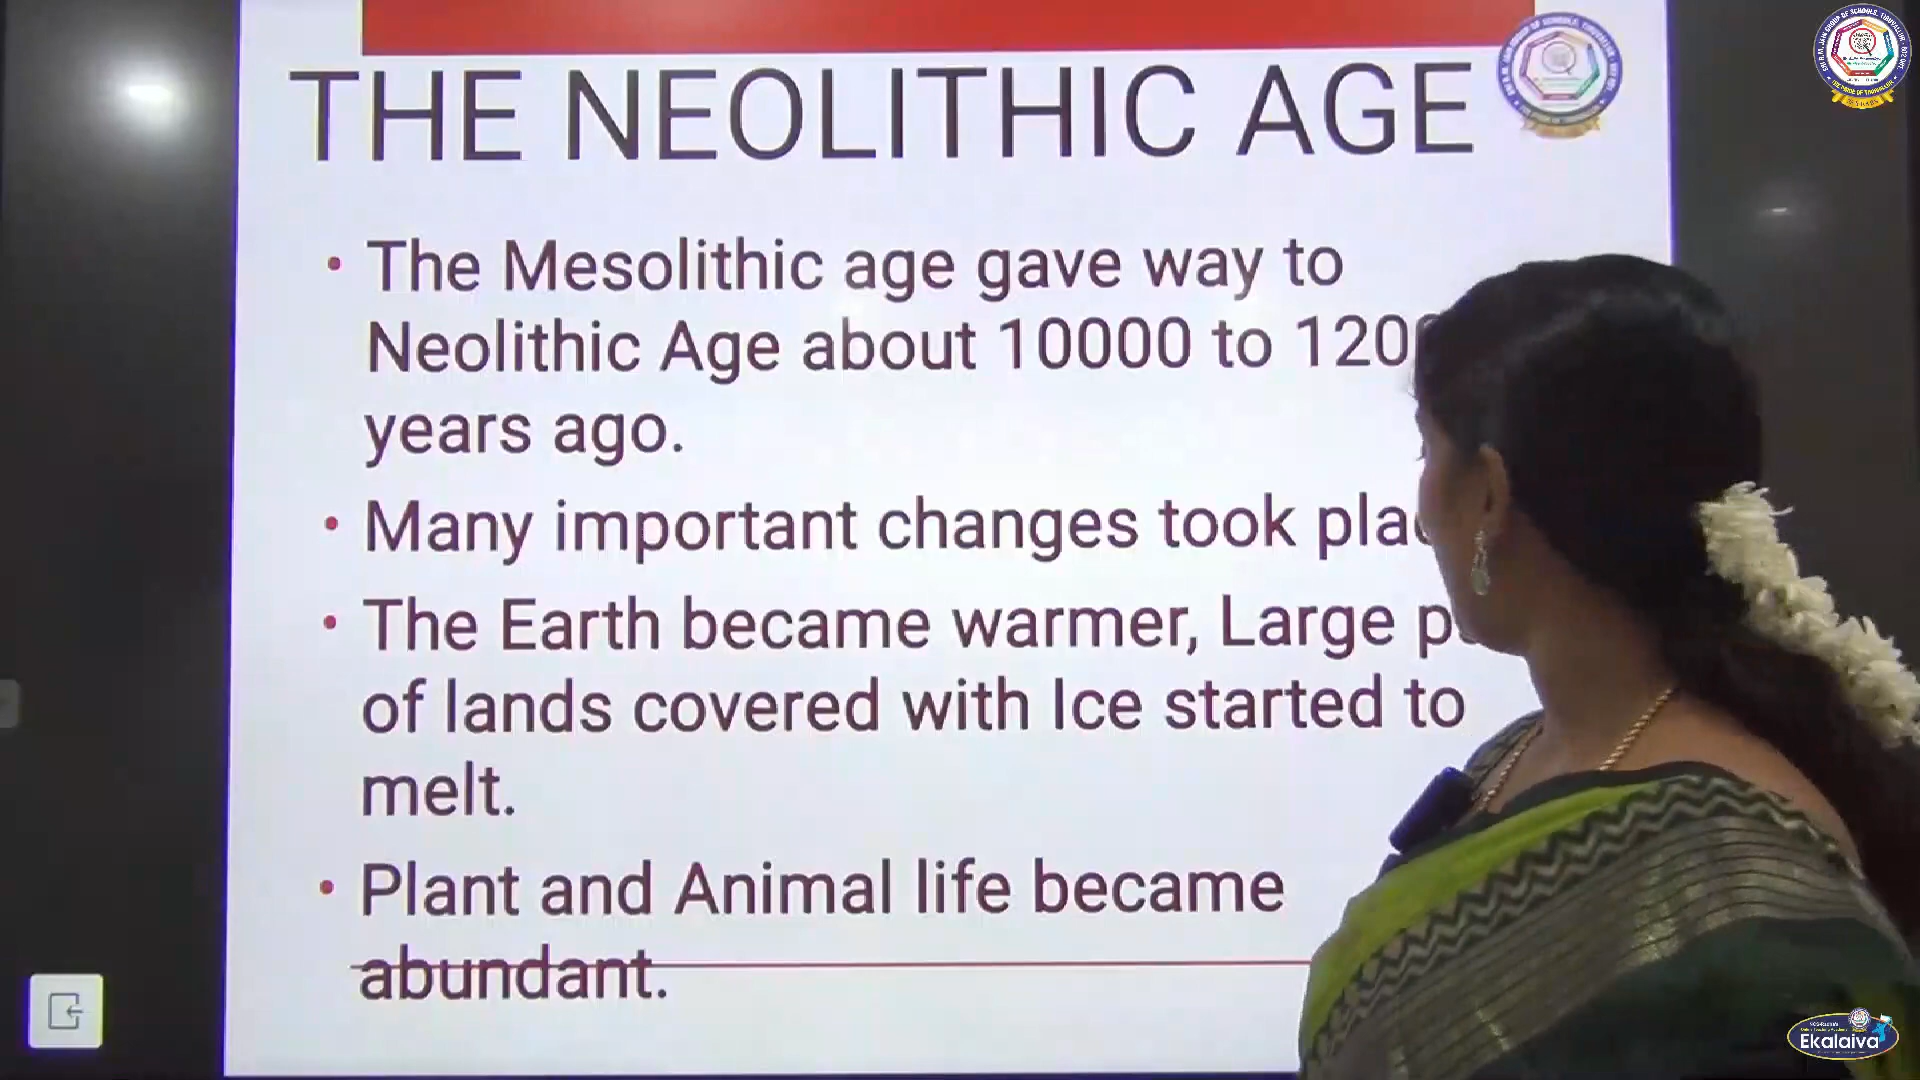 THE NEOLITHIC AGE
• The Mesolithic age gave way to
Neolithic Age about 10000 to
years ago.
• Many important changes took
• The Earth became warmer, Large
of lands covered with Ice started to
melt.
• Plant and Animal life became
abundant.
Ekalaiva